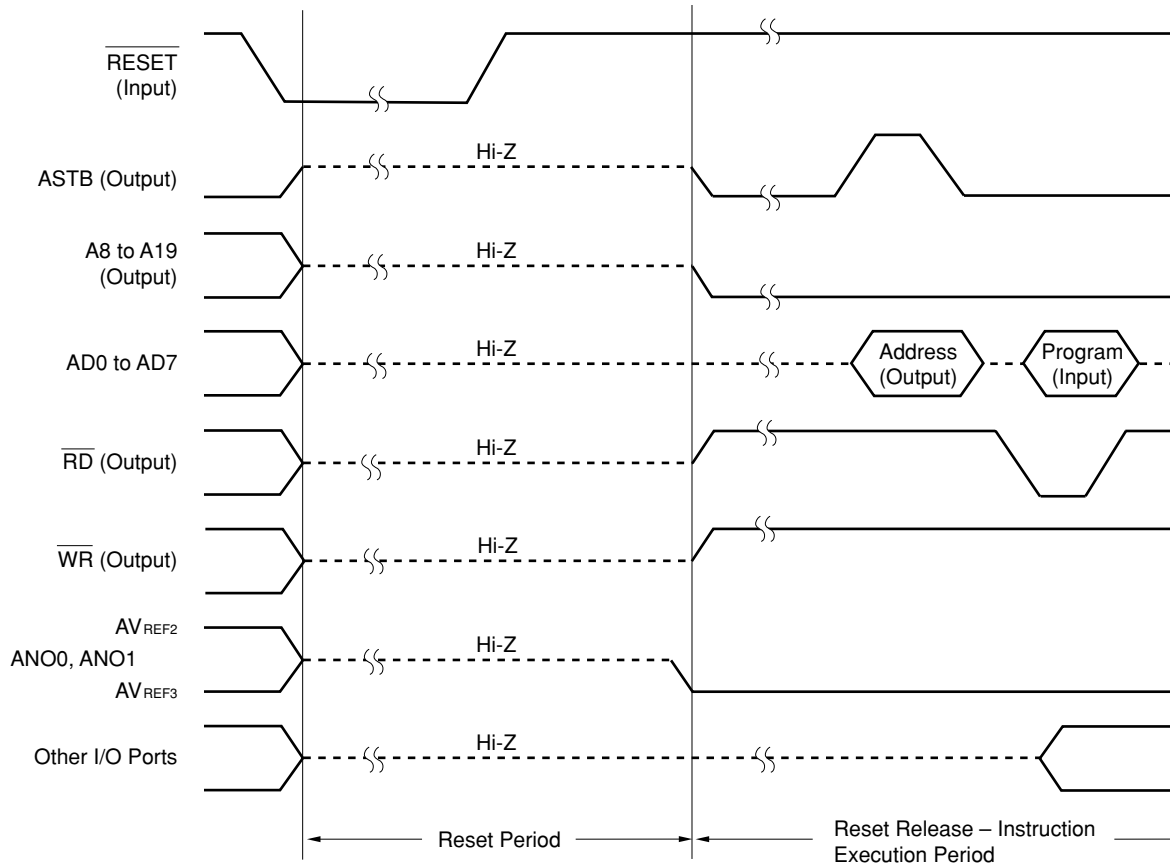 RESET
(Input)
Hi-Z
ASTB (Output)
A8 to A19
(Output)
Hi-Z
AD0 to AD7
Hi-Z
Address
(Output)
Program
(Input)
RD (Output)
Hi-Z
WR (Output)
Hi-Z
AVREF2
ANO0, ANO1
AVREF3
Hi-Z
Other I/O Ports
Hi-Z
Reset Period
Reset Release – Instruction
Execution Period